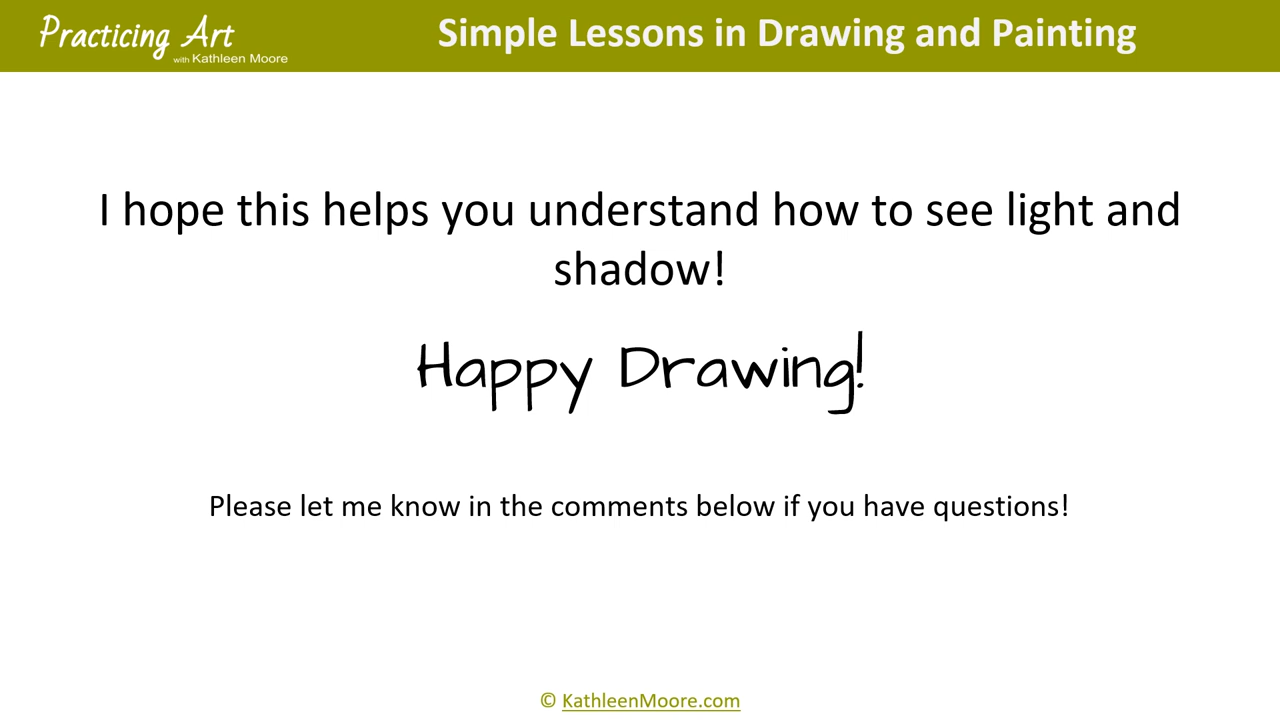 Practicing Art
with Kathleen Moore
Simple Lessons in Drawing and Painting
I hope this helps you understand how to see light and
shadow!
Happy Drawing!
Please let me know in the comments below if you have questions!
© KathleenMoore.com